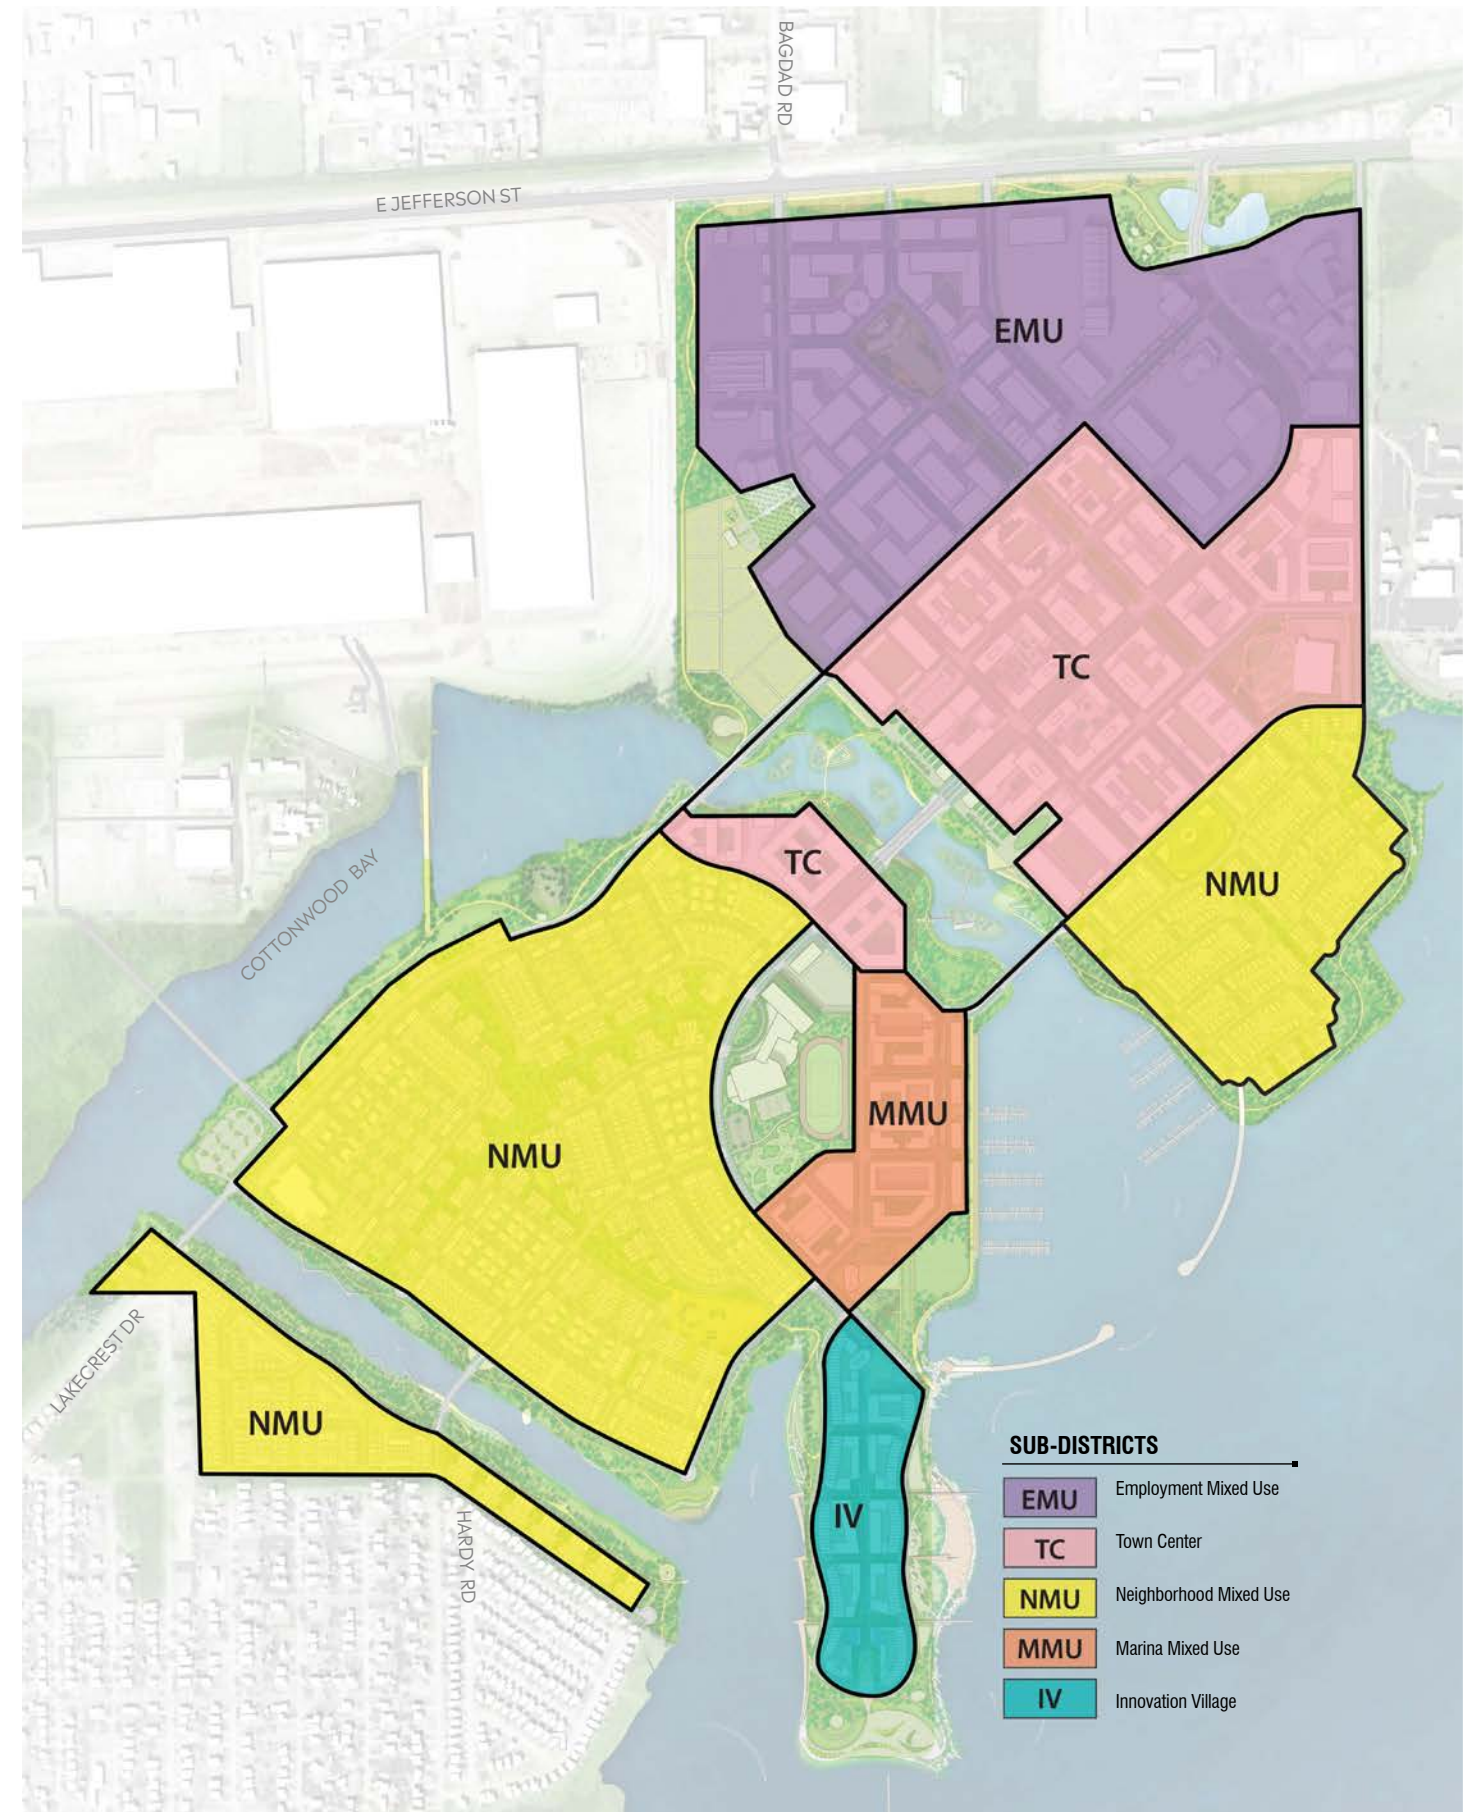 BAGDAD RD
E JEFFERSON ST
EMU
TC
TC
NMU
COTTONWOOD BAY
MMU
NMU
LAKECREST DR
NMU
HARDY RD
IV
SUB-DISTRICTS
EMU Employment Mixed Use
TC Town Center
NMU Neighborhood Mixed Use
MMU Marina Mixed Use
IV Innovation Village